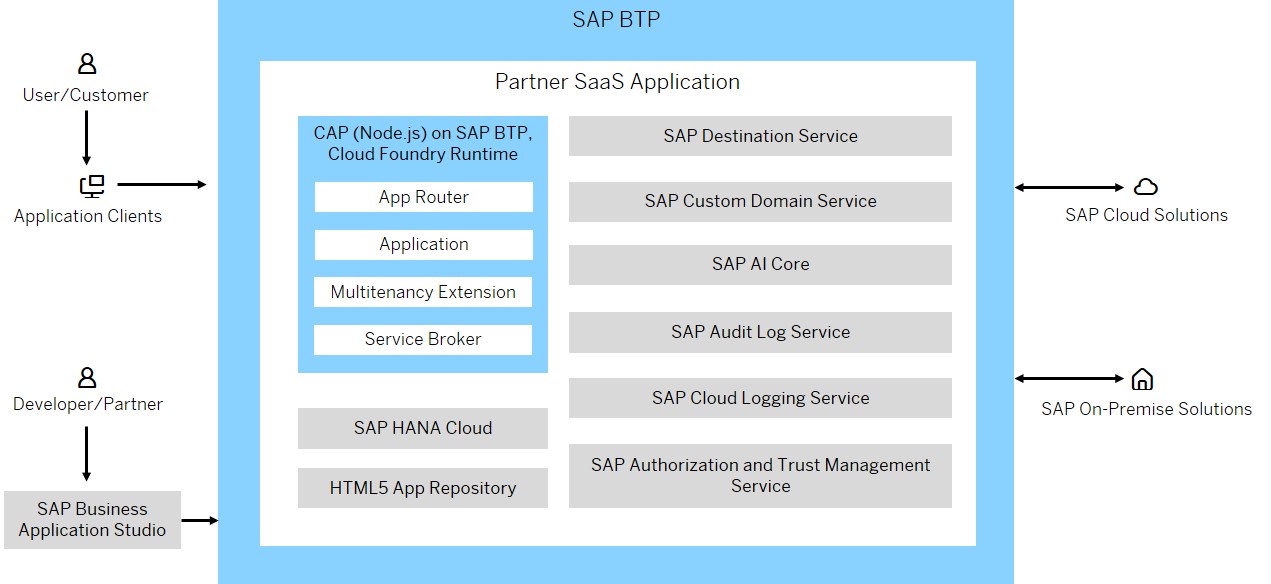 SAP BTP
Partner SaaS Application
User/Customer
Application Clients
Developer/Partner
SAP Business
Application Studio
CAP (Node.js) on SAP BTP,
Cloud Foundry Runtime
App Router
Application
Multitenancy Extension
Service Broker
SAP HANA Cloud
HTML5 App Repository
SAP Destination Service
SAP Custom Domain Service
SAP AI Core
SAP Audit Log Service
SAP Cloud Logging Service
SAP Authorization and Trust Management
Service
SAP Cloud Solutions
SAP On-Premise Solutions